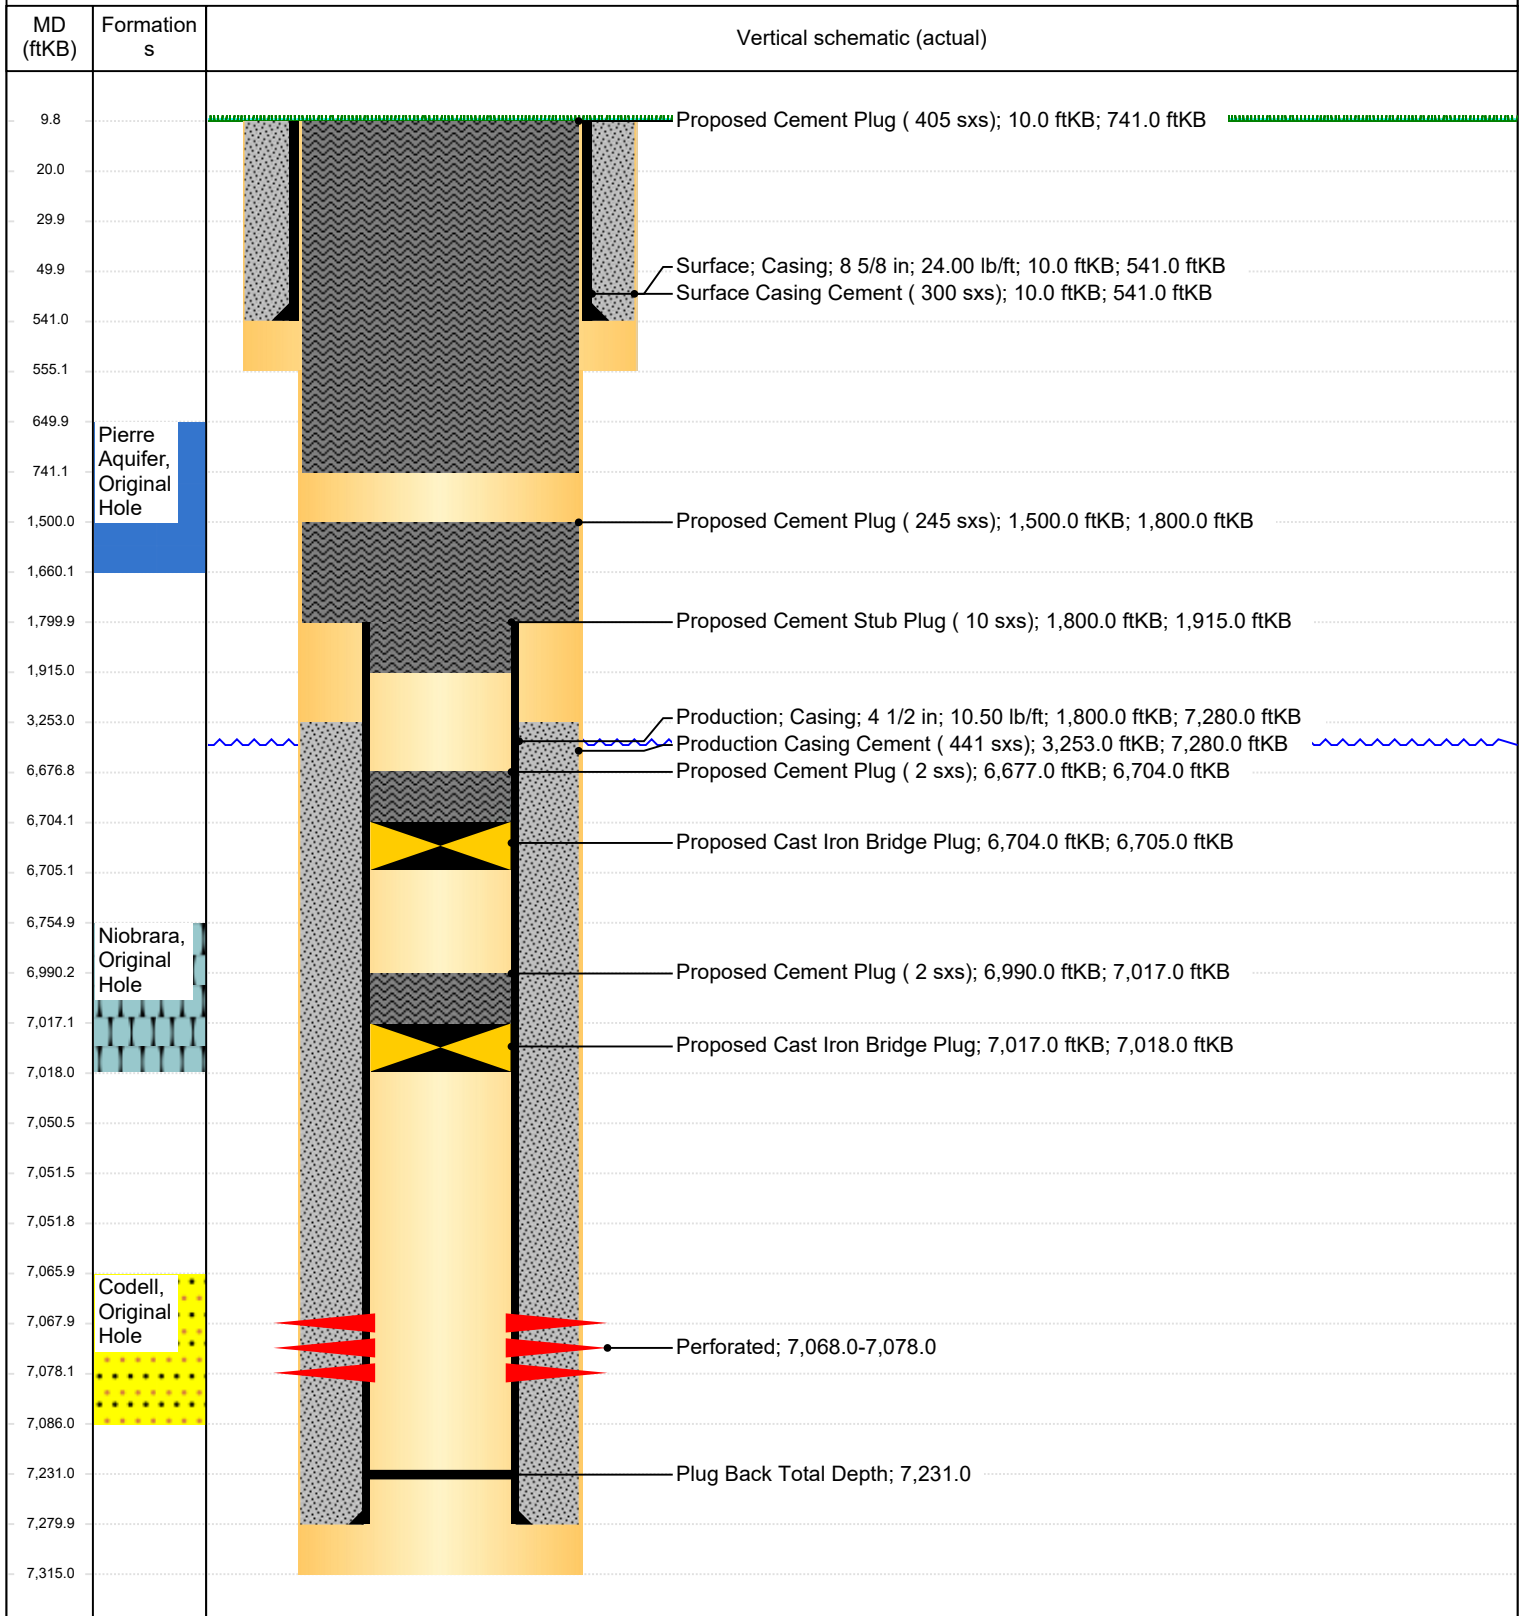 MD
(ftKB)
Formation
s
Vertical schematic (actual)
9.8
Proposed Cement Plug ( 405 sxs); 10.0 ftKB; 741.0 ftKB
20.0
29.9
49.9
Surface; Casing; 8 5/8 in; 24.00 lb/ft; 10.0 ftKB; 541.0 ftKB
Surface Casing Cement ( 300 sxs); 10.0 ftKB; 541.0 ftKB
541.0
555.1
649.9
Pierre
Aquifer,
Original
Hole
741.1
1,500.0
Proposed Cement Plug ( 245 sxs); 1,500.0 ftKB; 1,800.0 ftKB
1,660.1
1,799.9
Proposed Cement Stub Plug ( 10 sxs); 1,800.0 ftKB; 1,915.0 ftKB
1,915.0
3,253.0
Production; Casing; 4 1/2 in; 10.50 lb/ft; 1,800.0 ftKB; 7,280.0 ftKB
Production Casing Cement ( 441 sxs); 3,253.0 ftKB; 7,280.0 ftKB
6,676.8
Proposed Cement Plug ( 2 sxs); 6,677.0 ftKB; 6,704.0 ftKB
6,704.1
Proposed Cast Iron Bridge Plug; 6,704.0 ftKB; 6,705.0 ftKB
6,705.1
6,754.9
Niobrara,
Original
Hole
6,990.2
Proposed Cement Plug ( 2 sxs); 6,990.0 ftKB; 7,017.0 ftKB
7,017.1
Proposed Cast Iron Bridge Plug; 7,017.0 ftKB; 7,018.0 ftKB
7,018.0
7,050.5
7,051.5
7,051.8
7,065.9
Codell,
Original
Hole
7,067.9
Perforated; 7,068.0-7,078.0
7,078.1
7,086.0
7,231.0
Plug Back Total Depth; 7,231.0
7,279.9
7,315.0